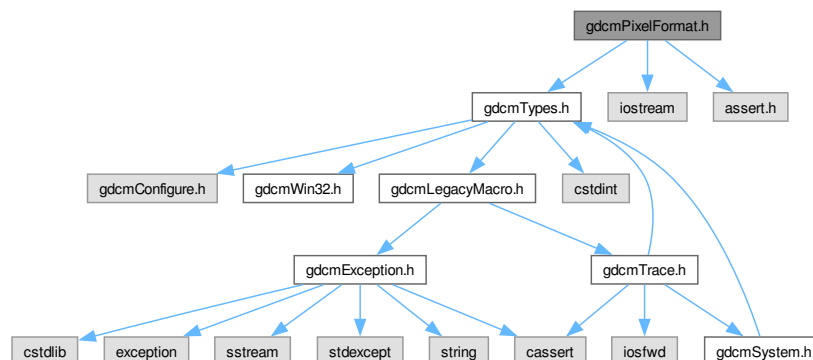 gdcmPixelFormat.h
gdcmTypes.h
iostream
assert.h
gdcmConfigure.h
gdcmWin32.h
gdcmLegacyMacro.h
cstdint
gdcmException.h
gdcmTrace.h
cstdlib
exception
sstream
stdexcept
string
cassert
iosfwd
gdcmSystem.h